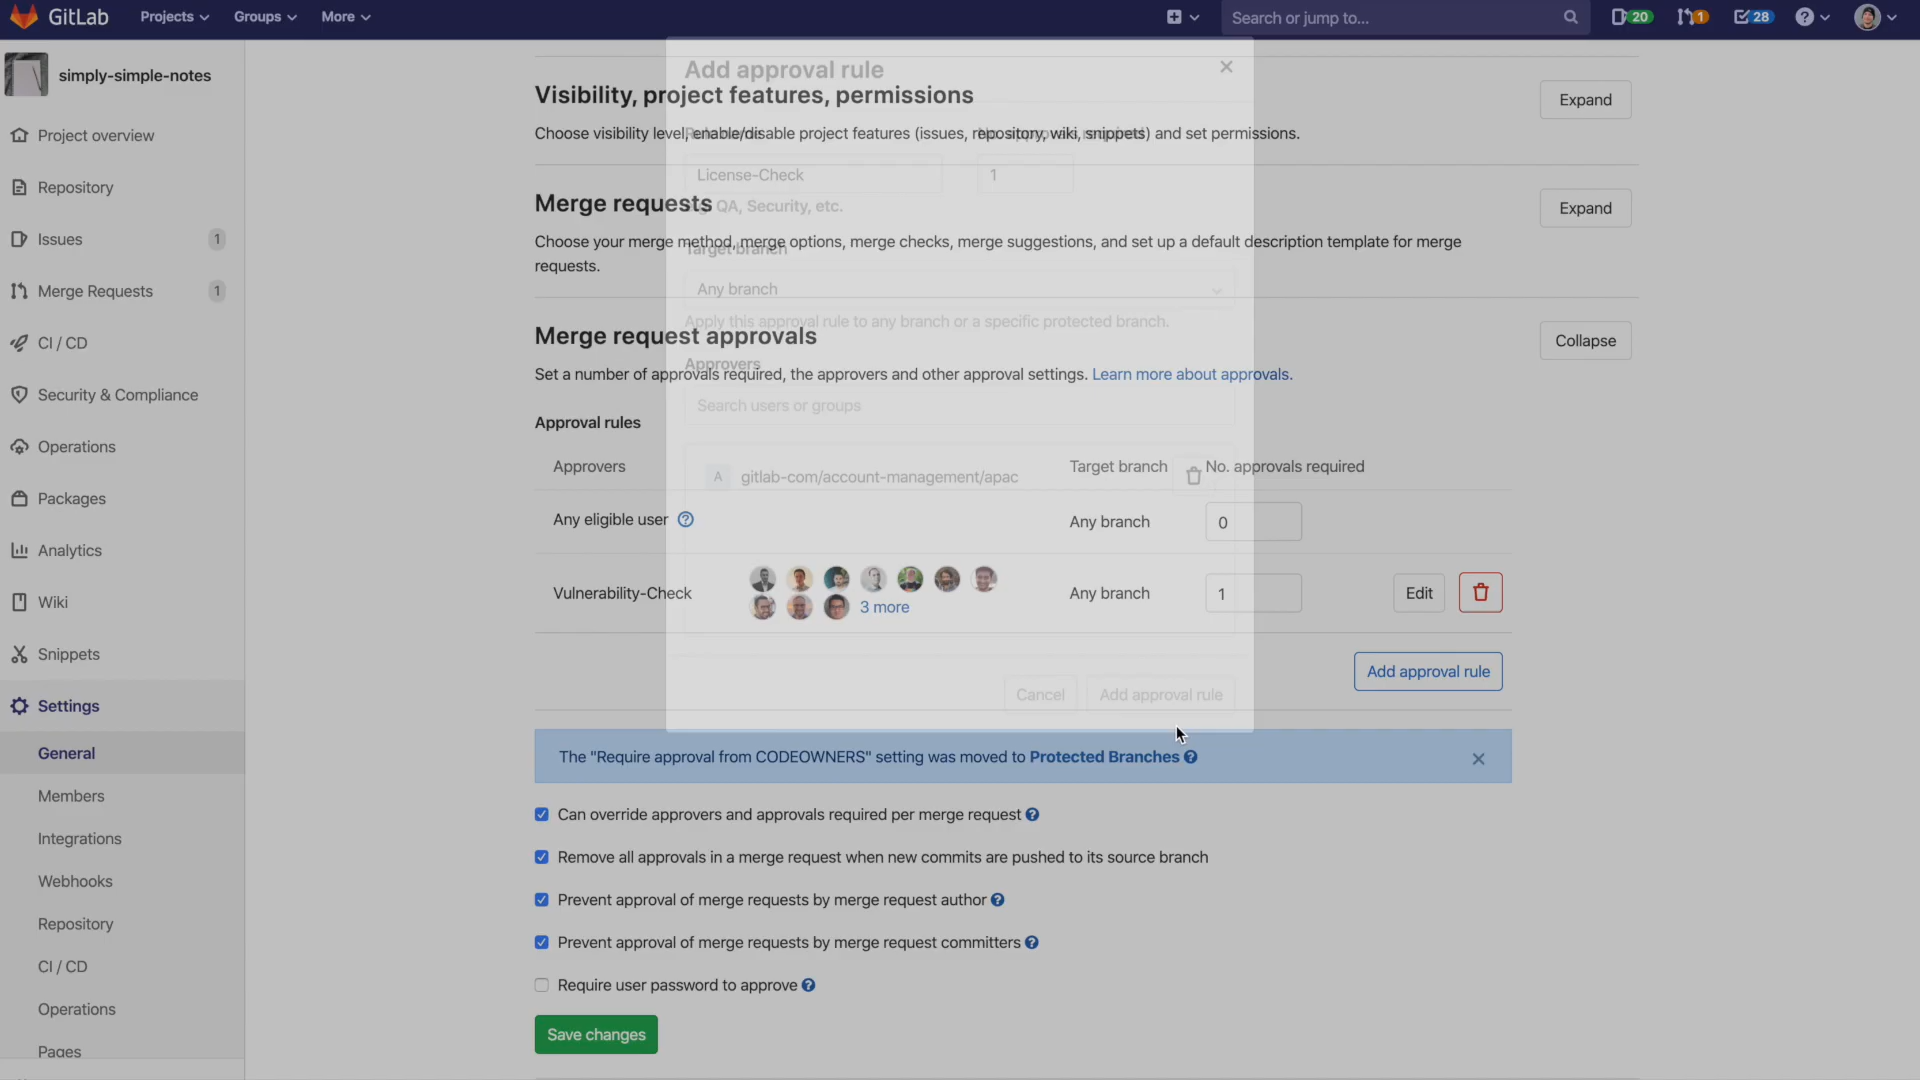 GitLab Projects Groups More Search or jump to... 20 1 28
simply-simple-notes
Project overview
Repository
Issues 1
Merge Requests 1
CI / CD
Security & Compliance
Operations
Packages
Analytics
Wiki
Snippets
Settings
General
Members
Integrations
Webhooks
Repository
CI / CD
Operations
Pages
Add approval rule
Visibility, project features, permissions
Expand
Choose visibility level, enable/disable project features (issues, repository, wiki, snippets) and set permissions.
License-Check 1
Merge requests
Expand
QA, Security, etc.
Choose your merge method, merge options, merge checks, merge suggestions, and set up a default description template for merge
requests.
Target branch
Any branch
Apply this approval rule to any branch or a specific protected branch.
Merge request approvals
Collapse
Approvers
Set a number of approvals required, the approvers and other approval settings. Learn more about approvals.
Search users or groups
Approval rules
Approvers Target branch No. approvals required
A gitlab-com/account-management/apac
Any eligible user Any branch 0
Vulnerability-Check 3 more Any branch 1 Edit
Add approval rule
Cancel Add approval rule
The "Require approval from CODEOWNERS" setting was moved to Protected Branches
Can override approvers and approvals required per merge request
Remove all approvals in a merge request when new commits are pushed to its source branch
Prevent approval of merge requests by merge request author
Prevent approval of merge requests by merge request committers
Require user password to approve
Save changes